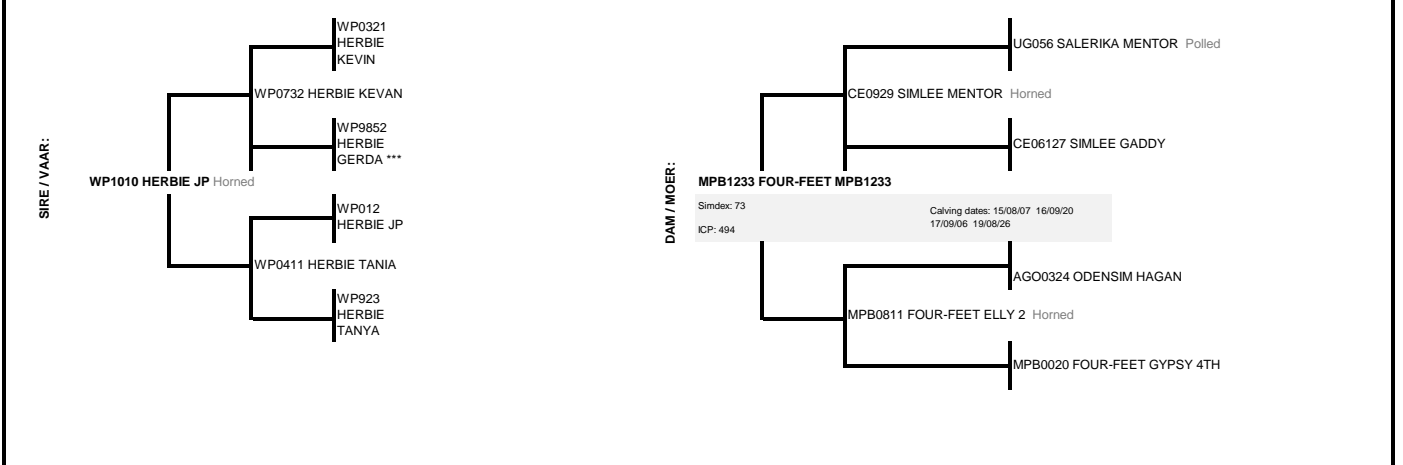 SIRE / VAAR:
WP0321
HERBIE
KEVIN
WP0732 HERBIE KEVAN
WP9852
HERBIE
GERDA ***
WP1010 HERBIE JP Horned
WP012
HERBIE JP
WP0411 HERBIE TANIA
WP923
HERBIE
TANYA
DAM / MOER:
UG056 SALERIKA MENTOR Polled
CE0929 SIMLEE MENTOR Horned
CE06127 SIMLEE GADDY
MPB1233 FOUR-FEET MPB1233
Simdex: 73
ICP: 494
Calving dates: 15/08/07 16/09/20
17/09/06 19/08/26
AGO0324 ODENSIM HAGAN
MPB0811 FOUR-FEET ELLY 2 Horned
MPB0020 FOUR-FEET GYPSY 4TH